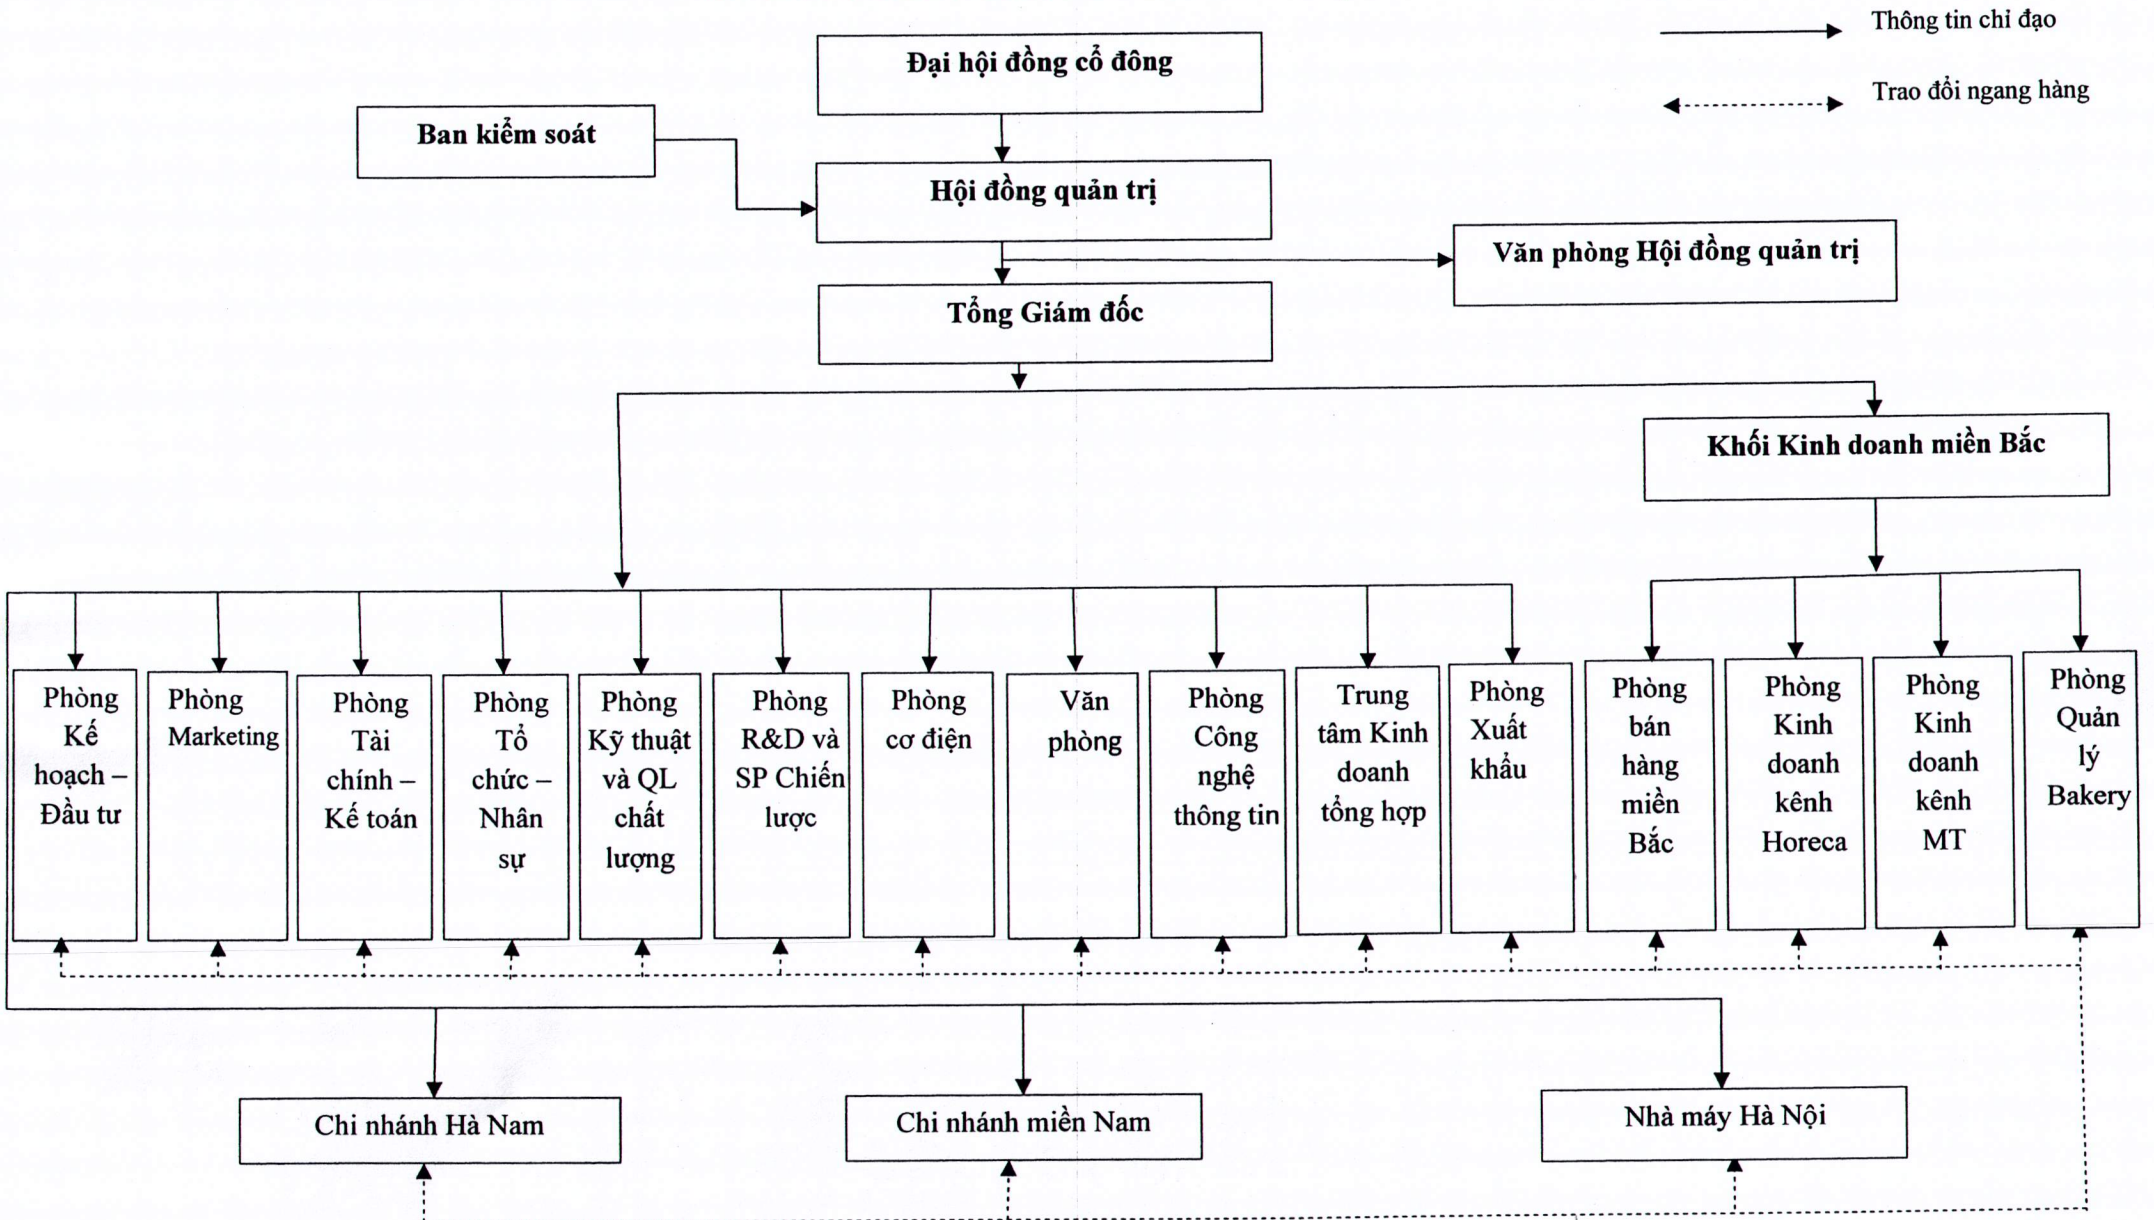 Thông tin chỉ đạo
Trao đổi ngang hàng
Đại hội đồng cổ đông
Ban kiểm soát
Hội đồng quản trị
Văn phòng Hội đồng quản trị
Tổng Giám đốc
Khối Kinh doanh miền Bắc
Phòng
Kế
hoạch –
Đầu tư
Phòng
Marketing
Phòng
Tài
chính –
Kế toán
Phòng
Tổ
chức –
Nhân
sự
Phòng
Kỹ thuật
và QL
chất
lượng
Phòng
R&D và
SP Chiến
lược
Phòng
cơ điện
Văn
phòng
Phòng
Công
nghệ
thông tin
Trung
tâm Kinh
doanh
tổng hợp
Phòng
Xuất
khẩu
Phòng
bán
hàng
miền
Bắc
Phòng
Kinh
doanh
kênh
Horeca
Phòng
Kinh
doanh
kênh
MT
Phòng
Quản
lý
Bakery
Chi nhánh Hà Nam
Chi nhánh miền Nam
Nhà máy Hà Nội